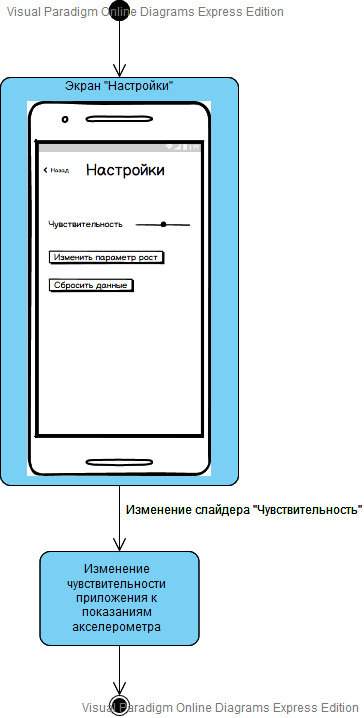 Visual Paradigm Online Diagrams Express Edition
Экран "Настройки"
Назад
Настройки
Чувствительность
Изменить параметр рост
Сбросить данные
Изменение слайдера "Чувствительность"
Изменение
чувствительности
приложения к
показаниям
акселерометра
Visual Paradigm Online Diagrams Express Edition